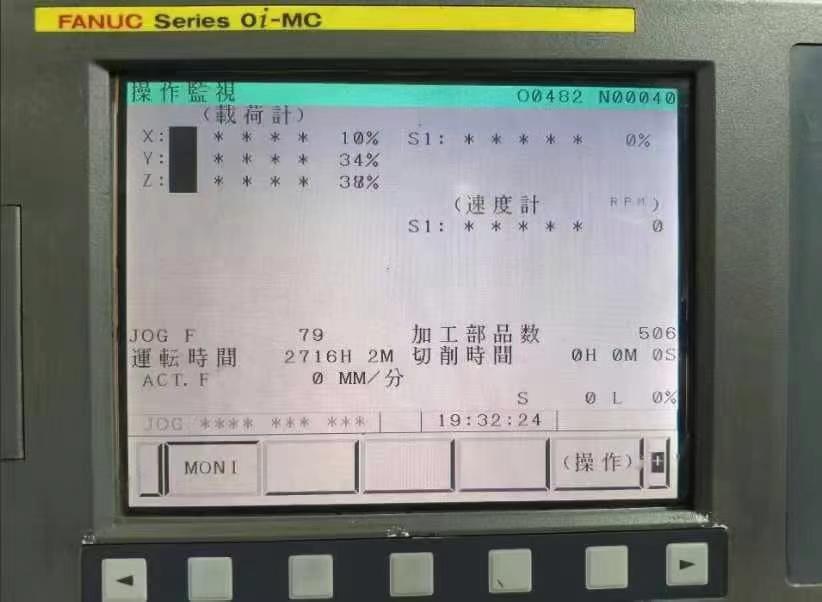 FANUC Series 0i-MC
操作監視 O0482 N00040
(載荷計)
X: * * * * 10% S1: * * * * * 0%
Y: * * * * 34%
Z: * * * * 38%
(速度計 RPM)
S1: * * * * * 0
JOG F 79 加工部品数 506
運転時間 2716H 2M 切削時間 0H 0M 0S
ACT.F 0 MM/分
S 0 L 0%
JOG **** *** *** 19:32:24
MONI (操作) +